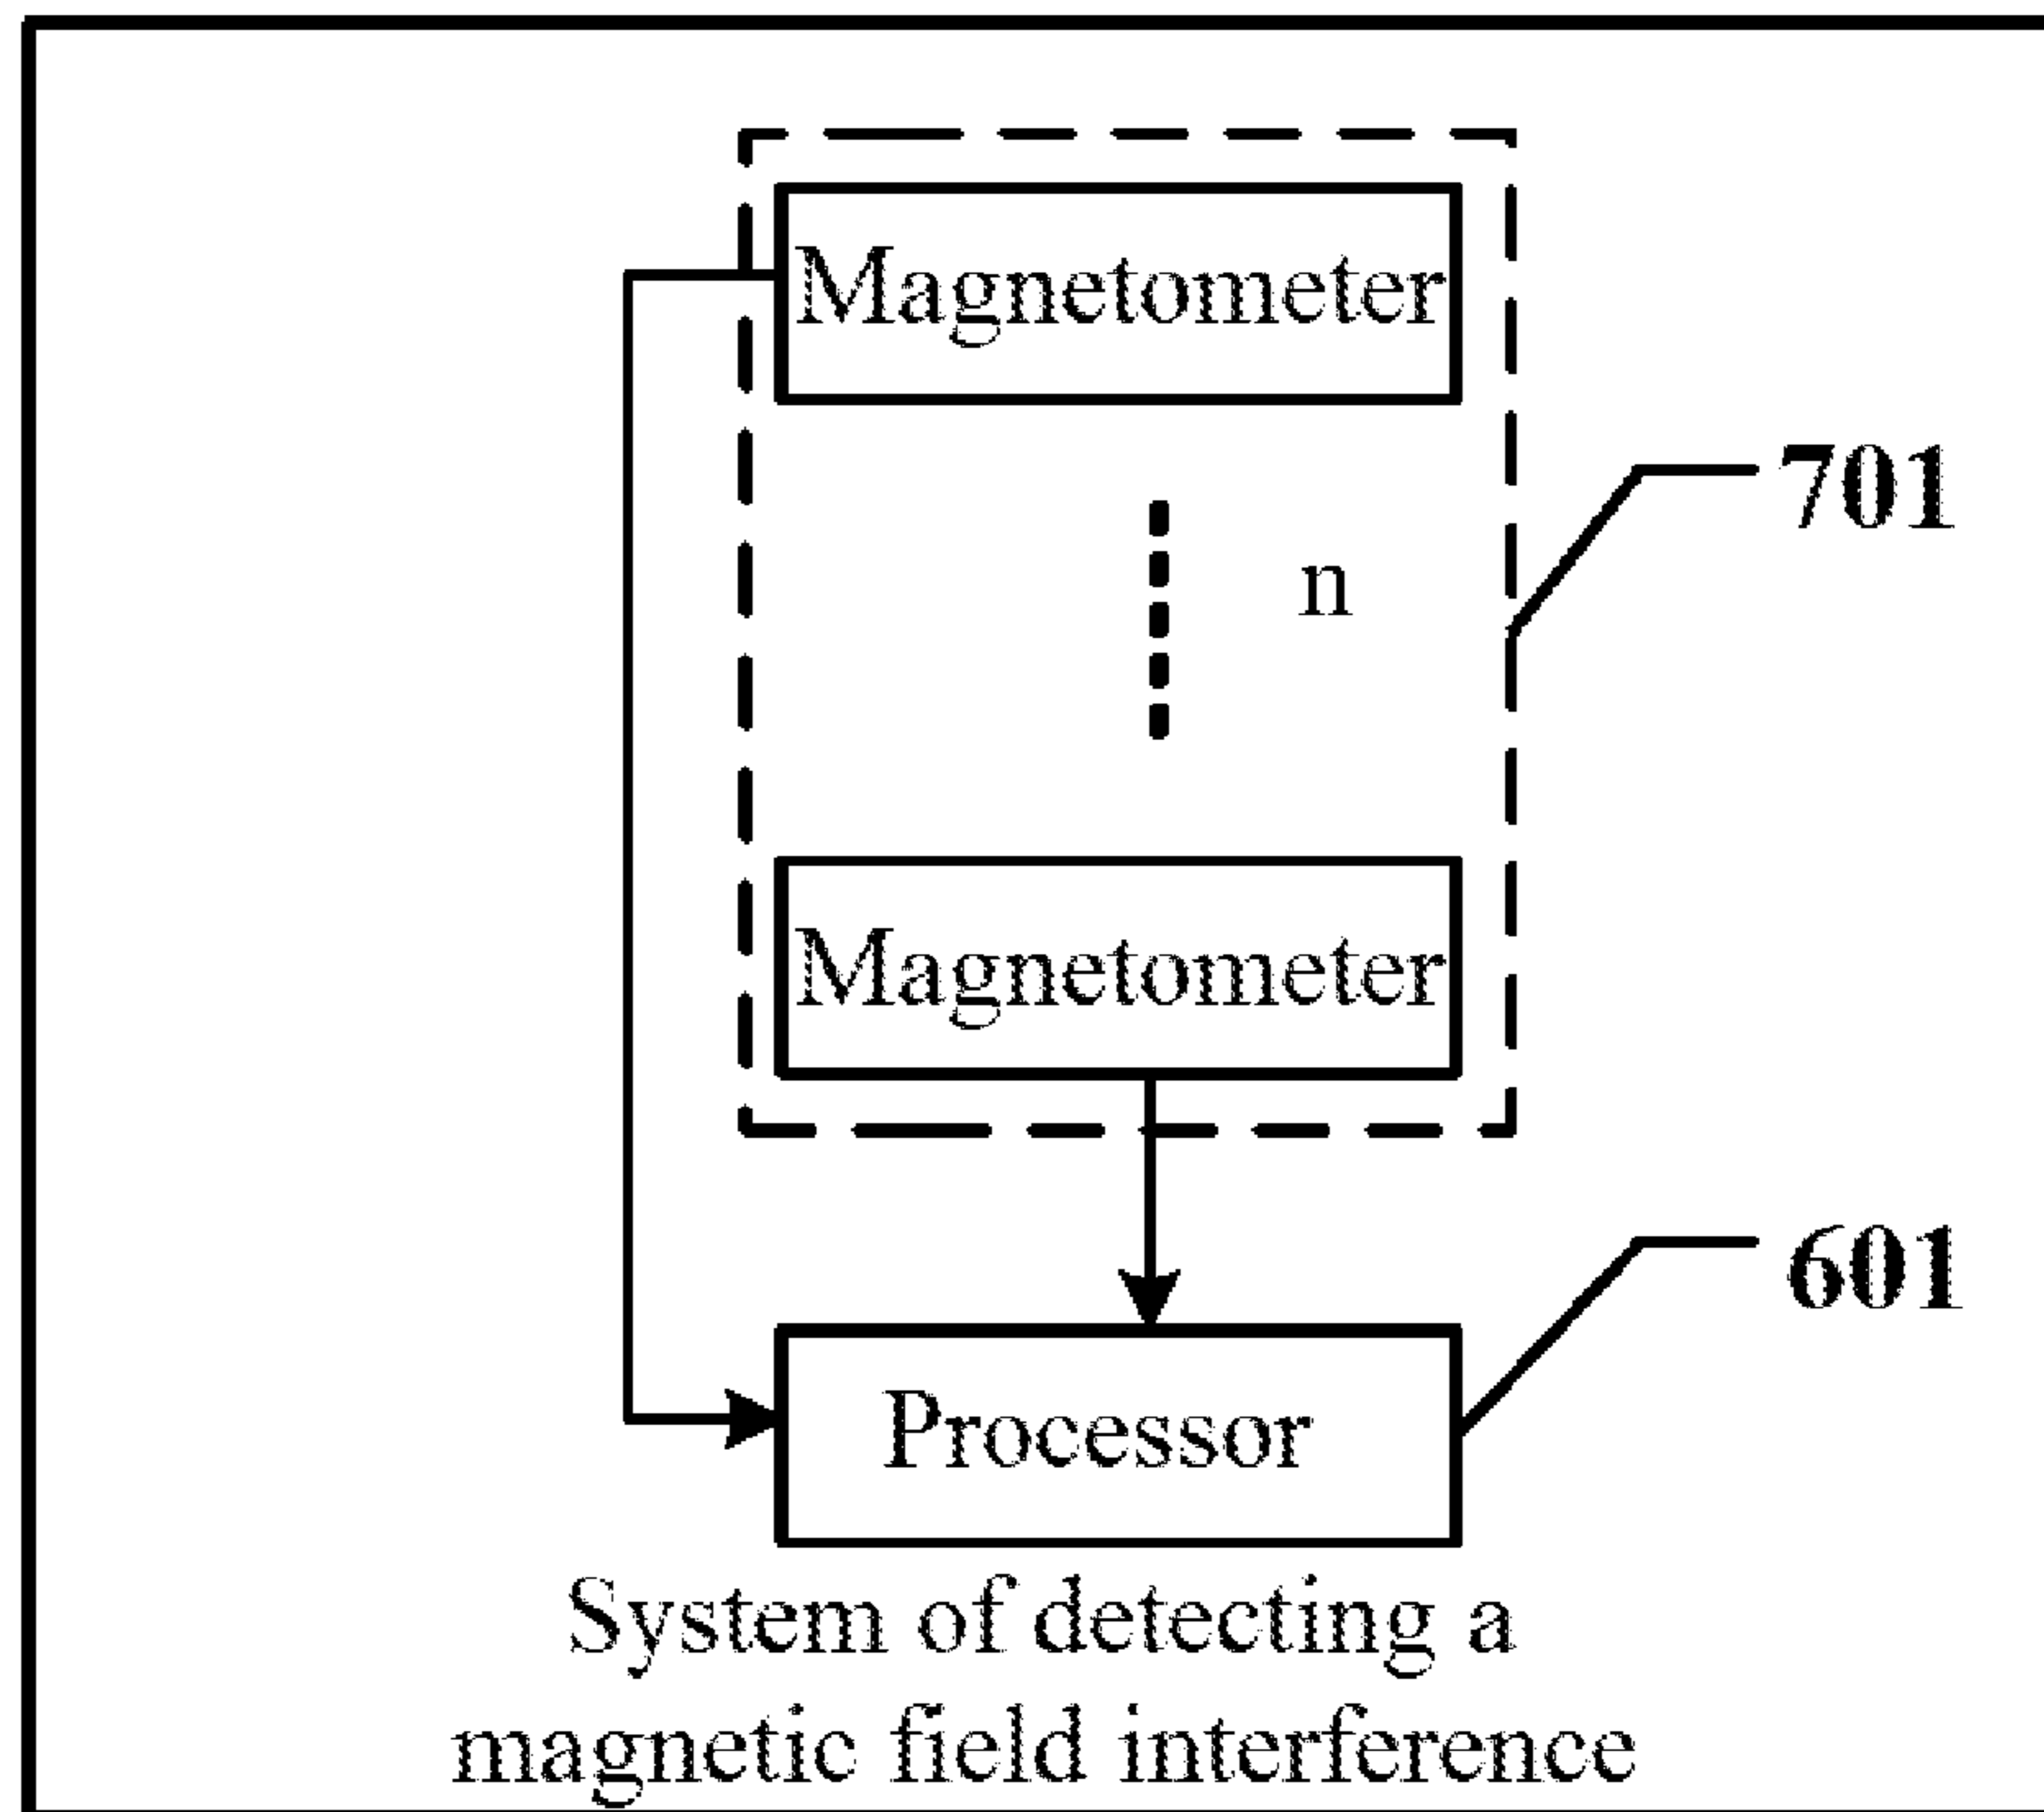 Magnetometer
701
n
Magnetometer
601
Processor
System of detecting a
magnetic field interference